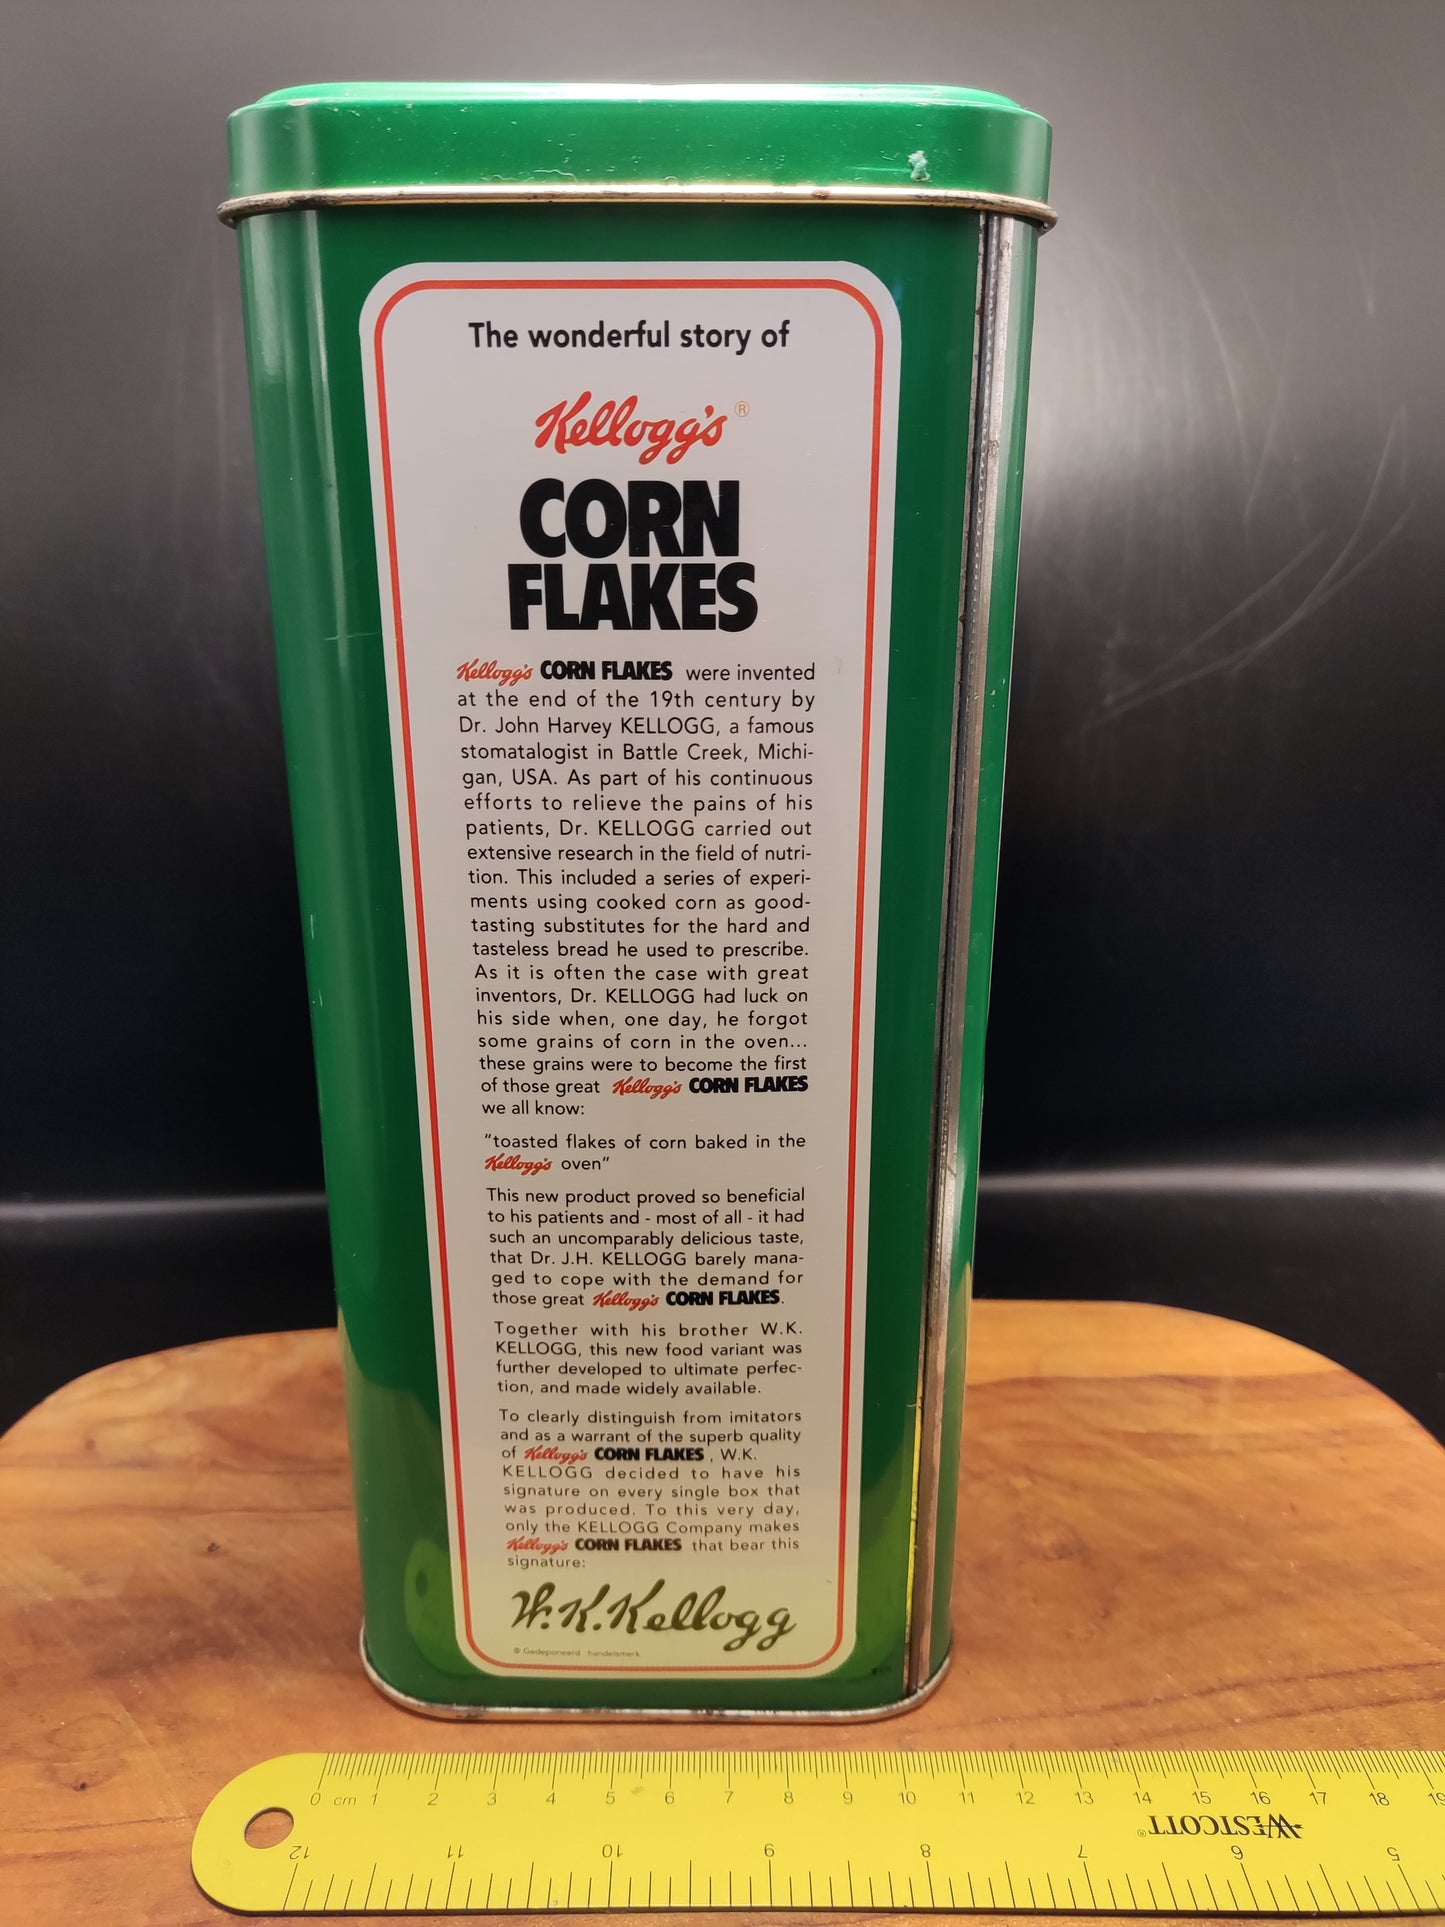 The wonderful story of
Kellogg's®
CORN
FLAKES
Kellogg's CORN FLAKES were invented
at the end of the 19th century by
Dr. John Harvey KELLOGG, a famous
stomatalogist in Battle Creek, Michi-
gan, USA. As part of his continuous
efforts to relieve the pains of his
patients, Dr. KELLOGG carried out
extensive research in the field of nutri-
tion. This included a series of experi-
ments using cooked corn as good-
tasting substitutes for the hard and
tasteless bread he used to prescribe.
As it is often the case with great
inventors, Dr. KELLOGG had luck on
his side when, one day, he forgot
some grains of corn in the oven...
these grains were to become the first
of those great Kellogg's CORN FLAKES
we all know:
"toasted flakes of corn baked in the
Kellogg's oven"
This new product proved so beneficial
to his patients and - most of all - it had
such an uncomparably delicious taste,
that Dr. J.H. KELLOGG barely mana-
ged to cope with the demand for
those great Kellogg's CORN FLAKES.
Together with his brother W.K.
KELLOGG, this new food variant was
further developed to ultimate perfec-
tion, and made widely available.
To clearly distinguish from imitators
and as a warrant of the superb quality
of Kellogg's CORN FLAKES, W.K.
KELLOGG decided to have his
signature on every single box that
was produced. To this very day,
only the KELLOGG Company makes
Kellogg's CORN FLAKES that bear this
signature:
W.K.Kellogg
® Gedeponeerd handelsmerk
0 cm 1 2 3 4 5 6 7 8 9 10 11 12 13 14 15 16 17 18 19
WESTCOTT®
12 11 10 9 8 7 6 5